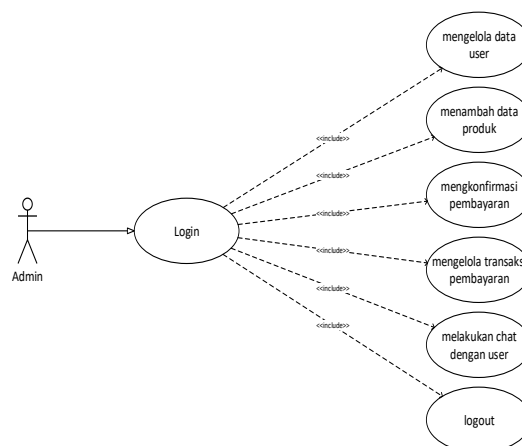 mengelola data
user
<<include>>
menambah data
produk
<<include>>
mengkonfirmasi
pembayaran
<<include>>
Login
Admin
<<include>>
mengelola transaks
pembayaran
<<include>>
melakukan chat
dengan user
<<include>>
logout